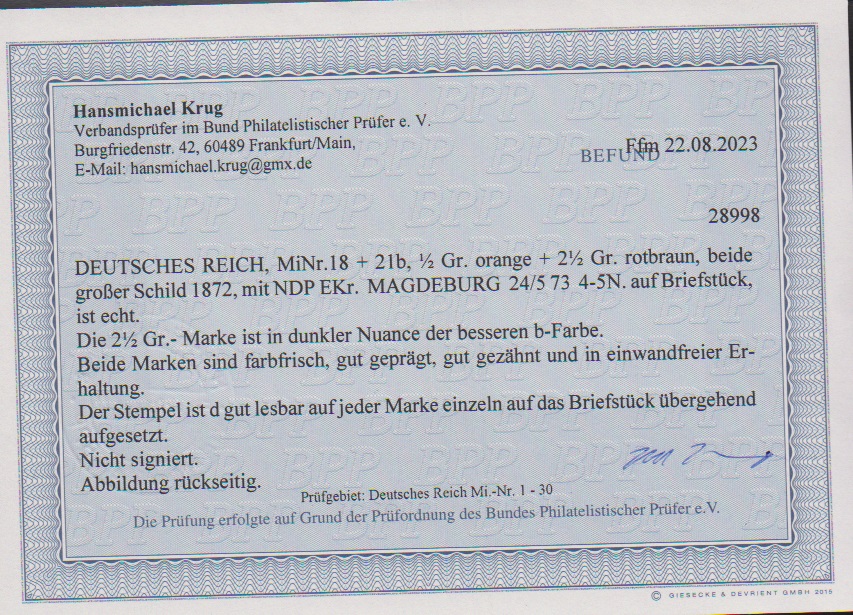 Hansmichael Krug
Verbandsprüfer im Bund Philatelistischer Prüfer e. V.
Burgfriedenstr. 42, 60489 Frankfurt/Main,
E-Mail: hansmichael.krug@gmx.de
BEFUND
Ffm 22.08.2023
28998
DEUTSCHES REICH, MiNr.18 + 21b, ½ Gr. orange + 2½ Gr. rotbraun, beide
großer Schild 1872, mit NDP EKr. MAGDEBURG 24/5 73 4-5N. auf Briefstück,
ist echt.
Die 2½ Gr.- Marke ist in dunkler Nuance der besseren b-Farbe.
Beide Marken sind farbfrisch, gut geprägt, gut gezähnt und in einwandfreier Er-
haltung.
Der Stempel ist d gut lesbar auf jeder Marke einzeln auf das Briefstück übergehend
aufgesetzt.
Nicht signiert.
Abbildung rückseitig.
Prüfgebiet: Deutsches Reich Mi.-Nr. 1 - 30
Die Prüfung erfolgte auf Grund der Prüfordnung des Bundes Philatelistischer Prüfer e.V.
© GIESECKE & DEVRIENT GMBH 2015